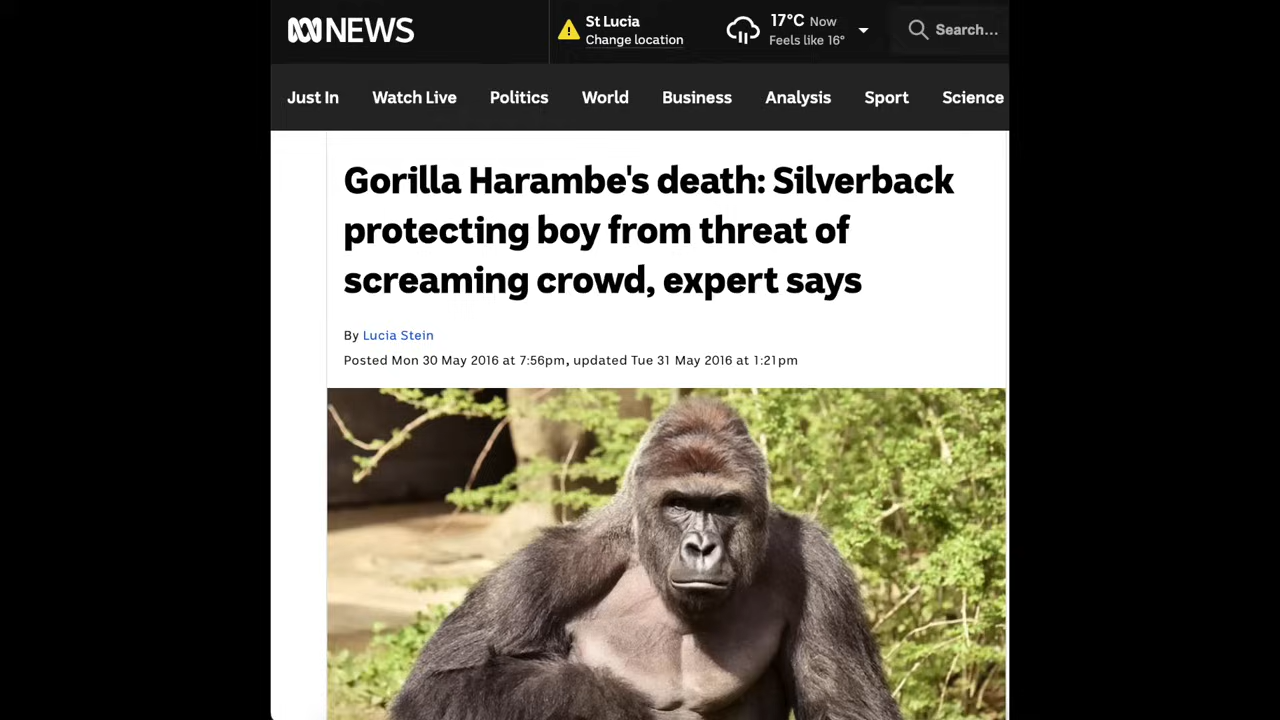 NEWS
St Lucia
Change location
17°C Now
Feels like 16°
Search...
Just In Watch Live Politics World Business Analysis Sport Science
Gorilla Harambe's death: Silverback
protecting boy from threat of
screaming crowd, expert says
By Lucia Stein
Posted Mon 30 May 2016 at 7:56pm, updated Tue 31 May 2016 at 1:21pm